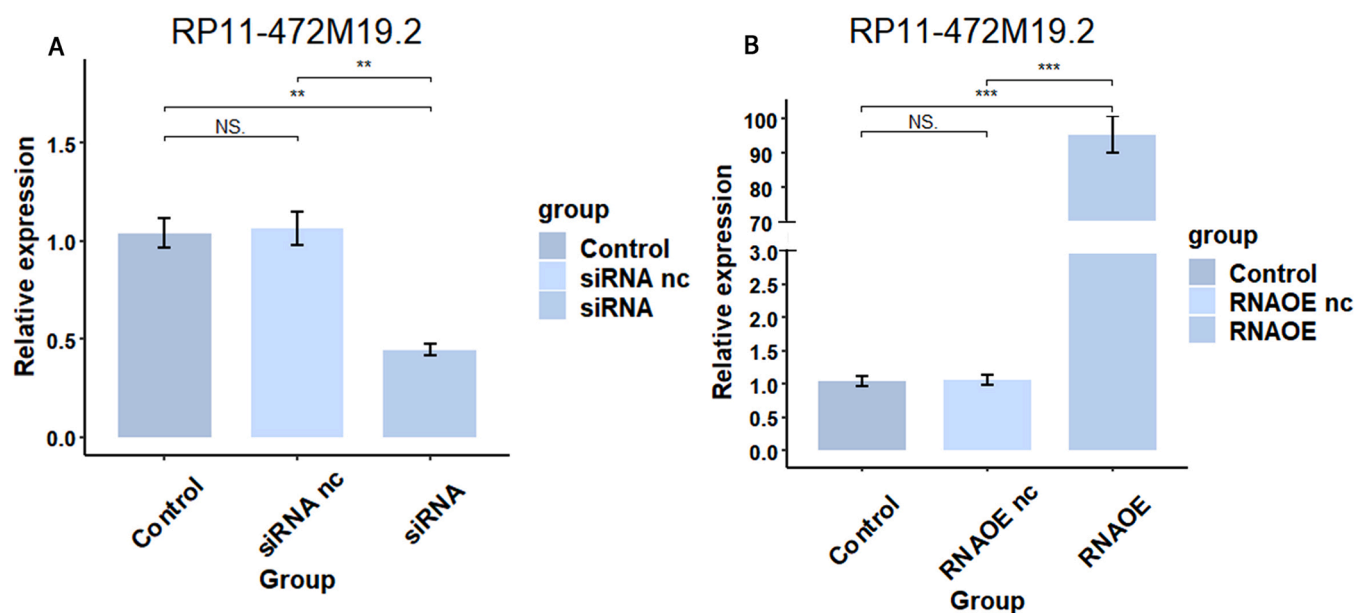 A
RP11-472M19.2
**
**
NS.
1.5
1.0
0.5
0.0
Relative expression
Control
siRNA nc
siRNA
Group
group
Control
siRNA nc
siRNA
B
RP11-472M19.2
***
***
NS.
100
90
80
70
3.0
2.5
2.0
1.5
1.0
0.5
0.0
Relative expression
Control
RNAOE nc
RNAOE
Group
group
Control
RNAOE nc
RNAOE